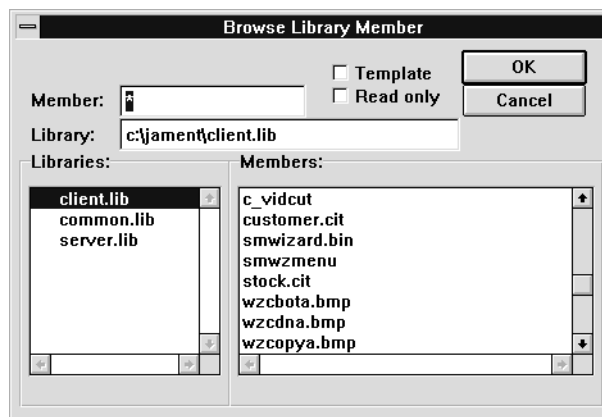 Browse Library Member
Template
OK
Member: *
Read only
Cancel
Library: c:\jament\client.lib
Libraries:
Members:
client.lib
common.lib
server.lib
c_vidcut
customer.cit
smwizard.bin
smwzmenu
stock.cit
wzcbota.bmp
wzcdna.bmp
wzcopya.bmp